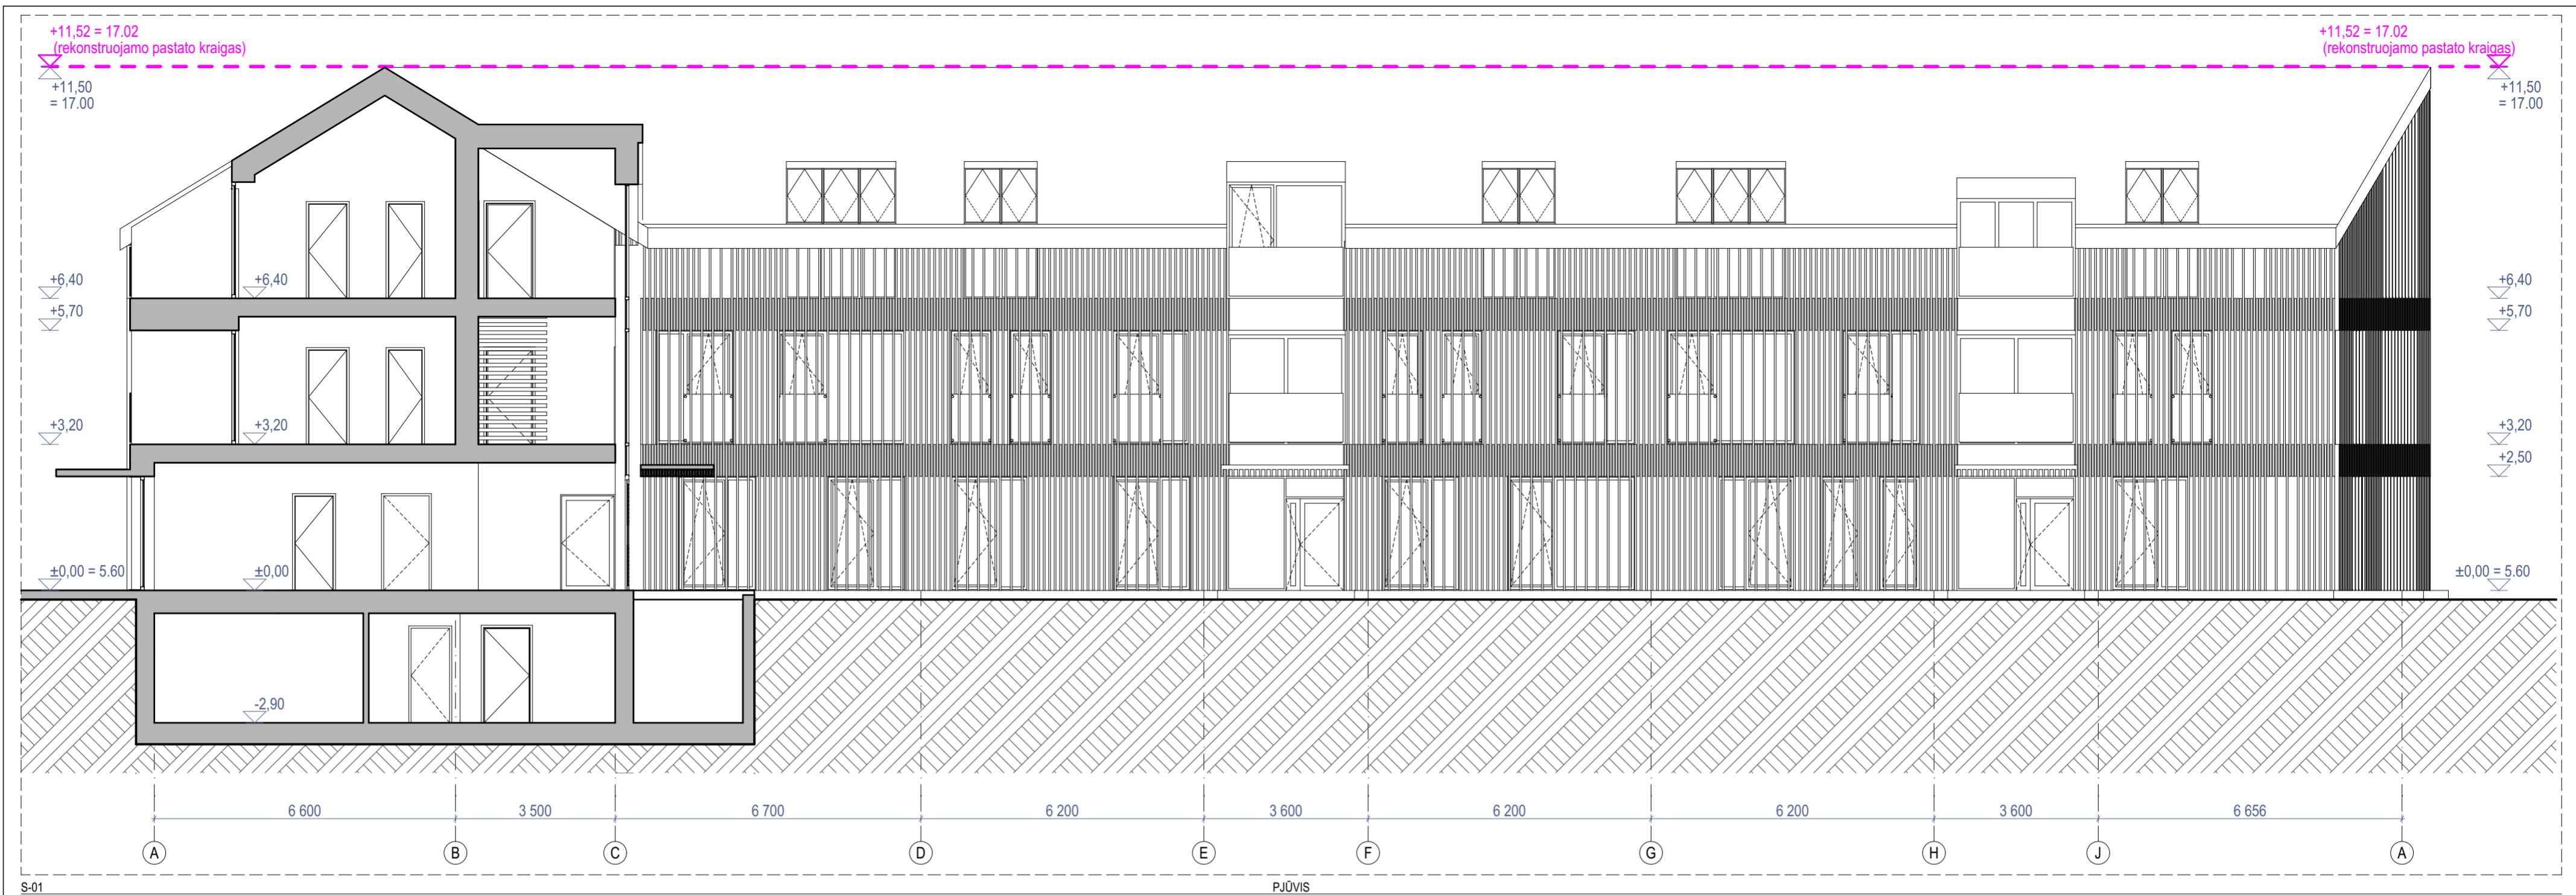 +11,52 = 17.02
(rekonstruojamo pastato kraigas)
+11,52 = 17.02
(rekonstruojamo pastato kraigas)
+11,50
= 17.00
+11,50
= 17.00
+6,40
+6,40
+6,40
+5,70
+5,70
+3,20
+3,20
+3,20
+2,50
±0,00 = 5.60
±0,00
±0,00 = 5.60
-2,90
6 600
3 500
6 700
6 200
3 600
6 200
6 200
3 600
6 656
A
B
C
D
E
F
G
H
J
A
S-01
PJŪVIS